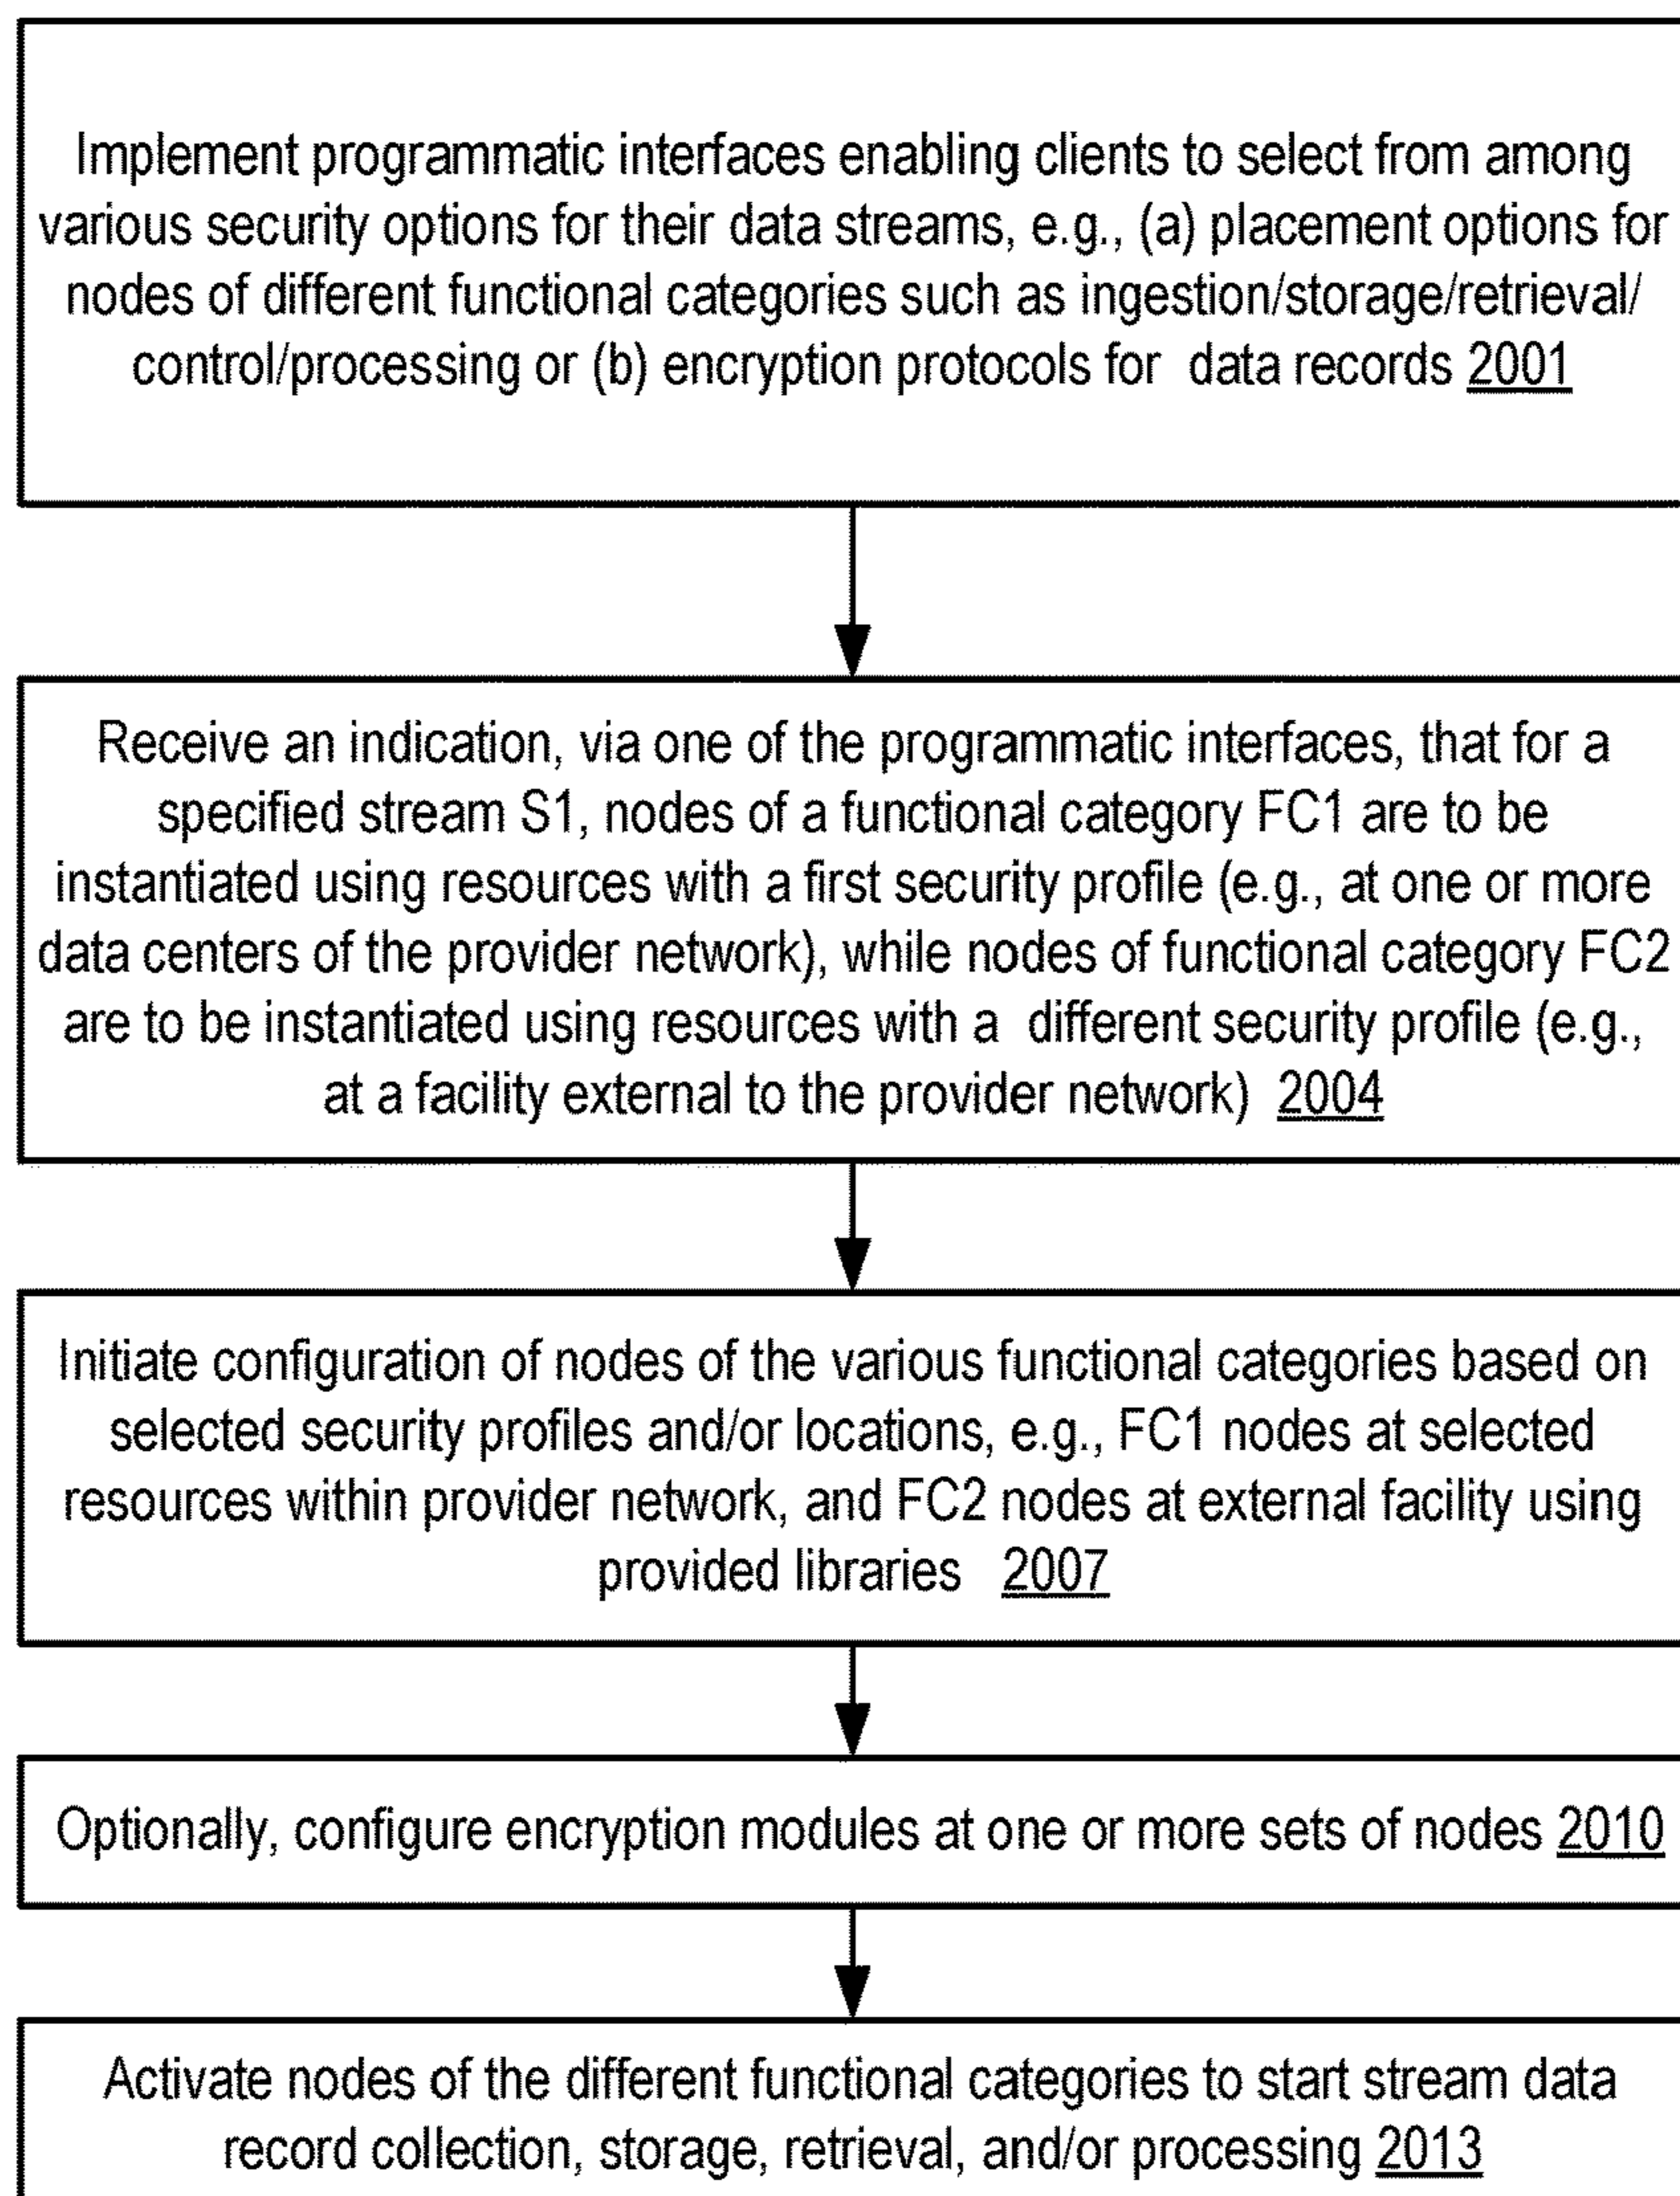 Implement programmatic interfaces enabling clients to select from among
various security options for their data streams, e.g., (a) placement options for
nodes of different functional categories such as ingestion/storage/retrieval/
control/processing or (b) encryption protocols for data records 2001
Receive an indication, via one of the programmatic interfaces, that for a
specified stream S1, nodes of a functional category FC1 are to be
instantiated using resources with a first security profile (e.g., at one or more
data centers of the provider network), while nodes of functional category FC2
are to be instantiated using resources with a different security profile (e.g.,
at a facility external to the provider network) 2004
Initiate configuration of nodes of the various functional categories based on
selected security profiles and/or locations, e.g., FC1 nodes at selected
resources within provider network, and FC2 nodes at external facility using
provided libraries 2007
Optionally, configure encryption modules at one or more sets of nodes 2010
Activate nodes of the different functional categories to start stream data
record collection, storage, retrieval, and/or processing 2013